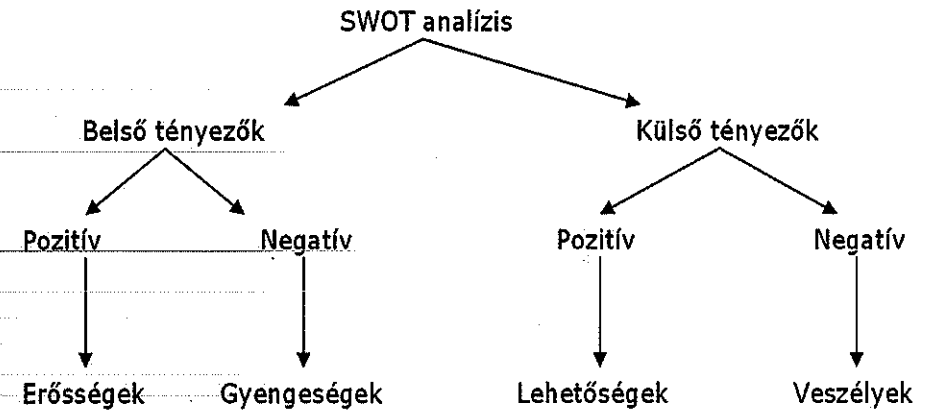 SWOT analízis
Belső tényezők Külső tényezők
Pozitív Negatív Pozitív Negatív
Erősségek Gyengeségek Lehetőségek Veszélyek